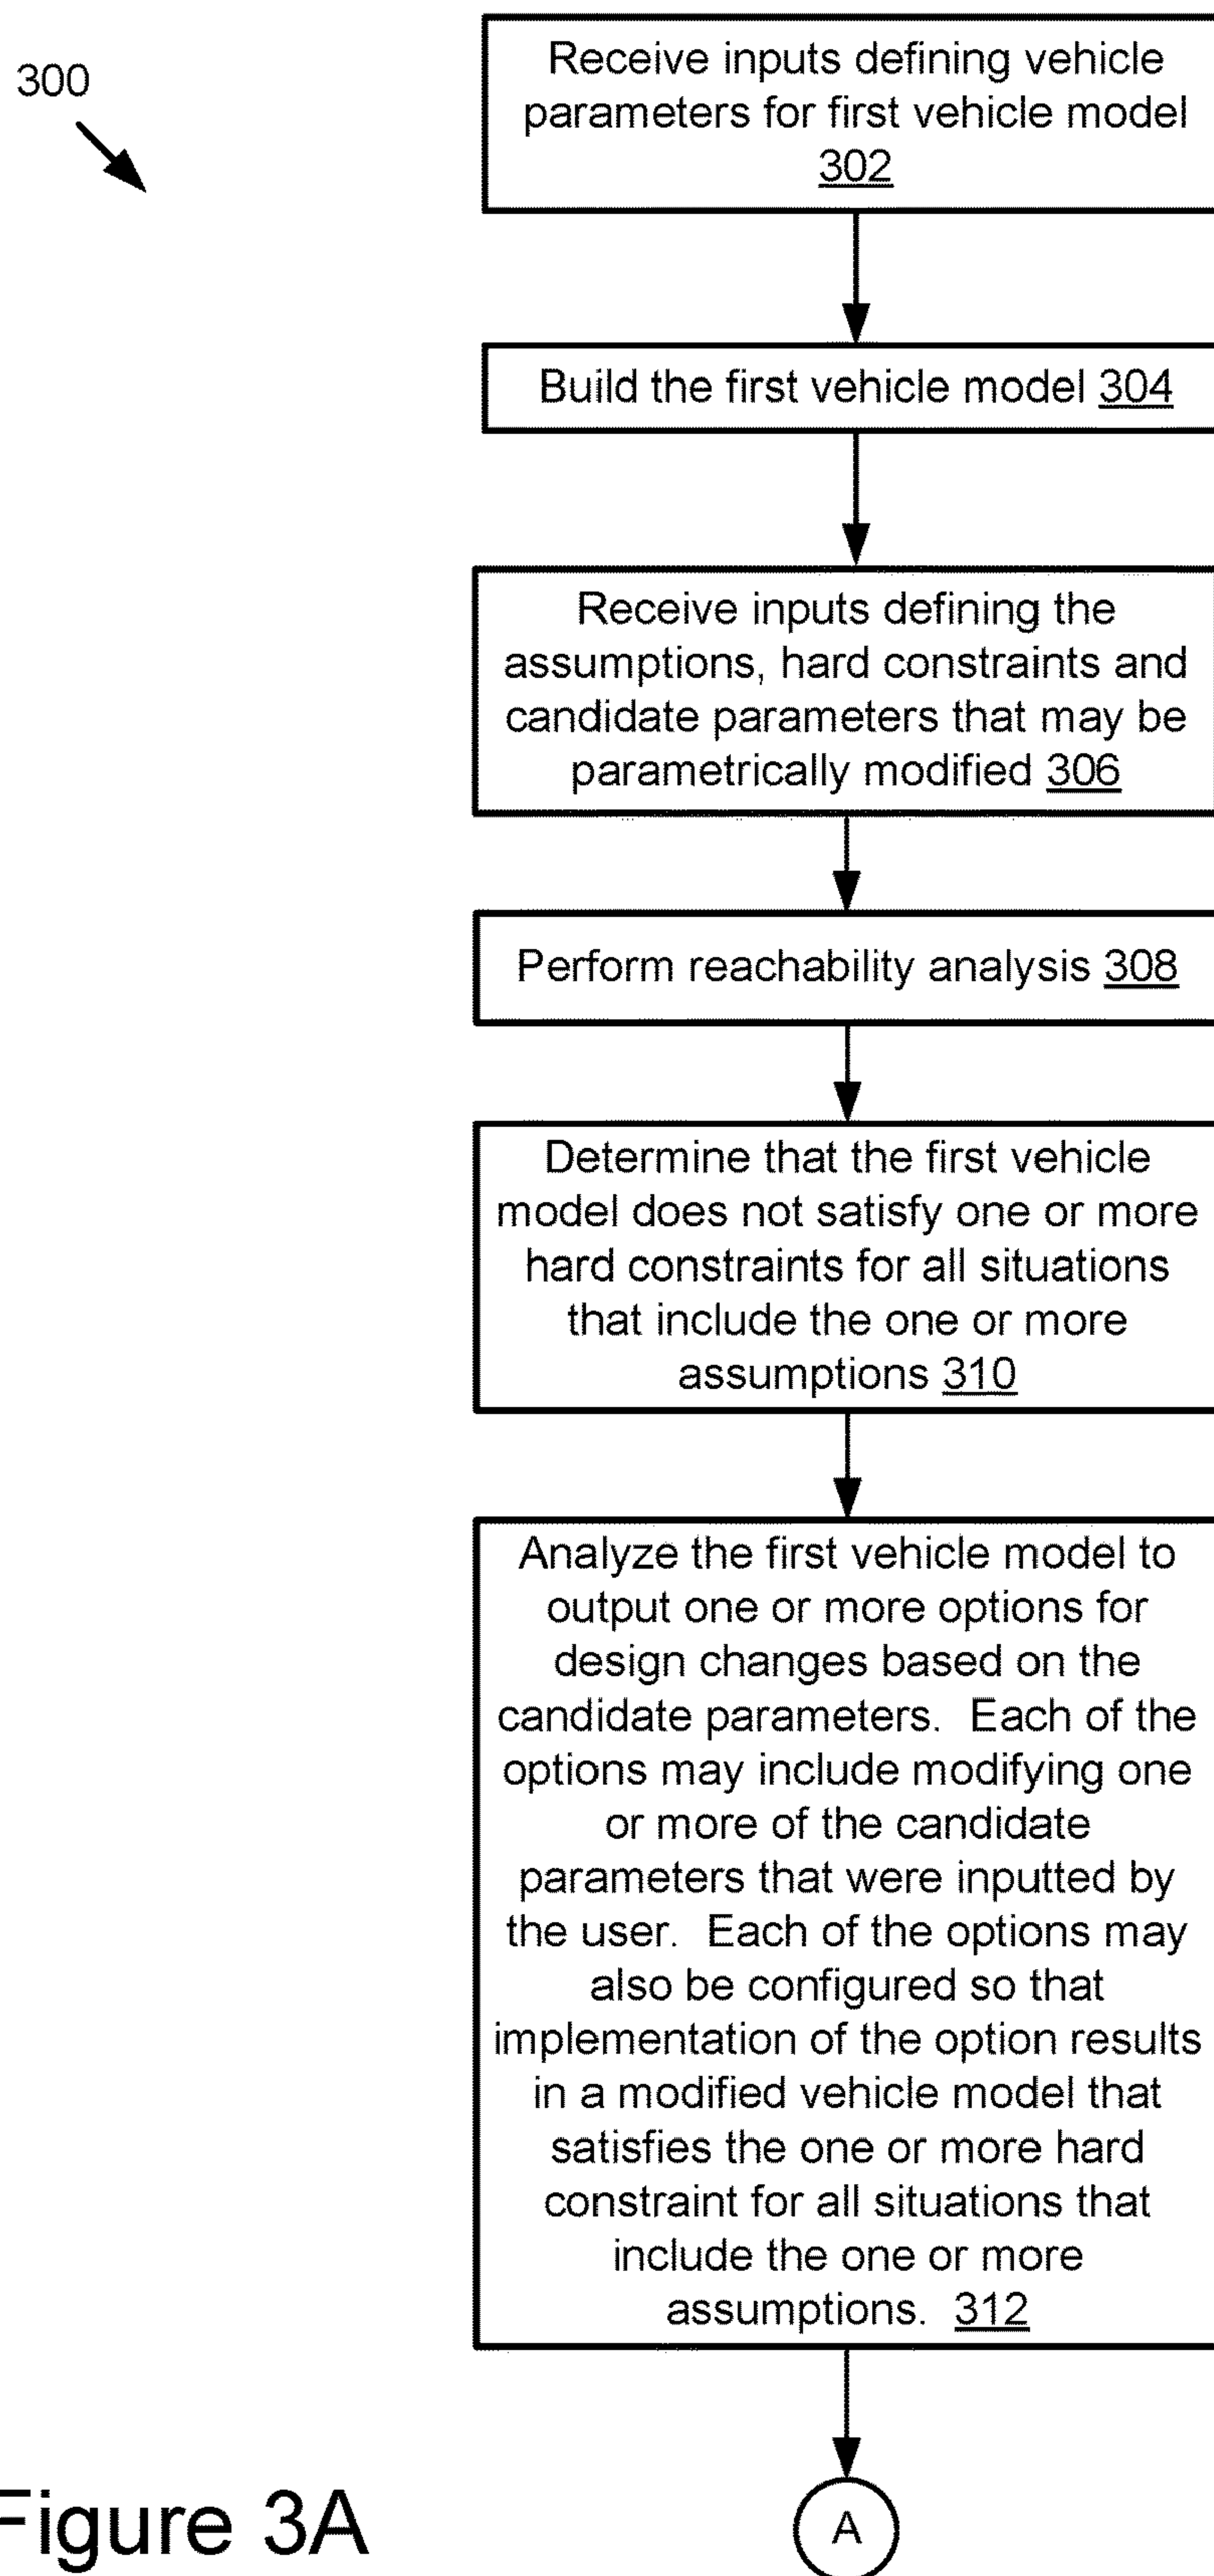 300
Receive inputs defining vehicle
parameters for first vehicle model
302
Build the first vehicle model 304
Receive inputs defining the
assumptions, hard constraints and
candidate parameters that may be
parametrically modified 306
Perform reachability analysis 308
Determine that the first vehicle
model does not satisfy one or more
hard constraints for all situations
that include the one or more
assumptions 310
Analyze the first vehicle model to
output one or more options for
design changes based on the
candidate parameters.  Each of the
options may include modifying one
or more of the candidate
parameters that were inputted by
the user.  Each of the options may
also be configured so that
implementation of the option results
in a modified vehicle model that
satisfies the one or more hard
constraint for all situations that
include the one or more
assumptions.  312
Figure 3A
A